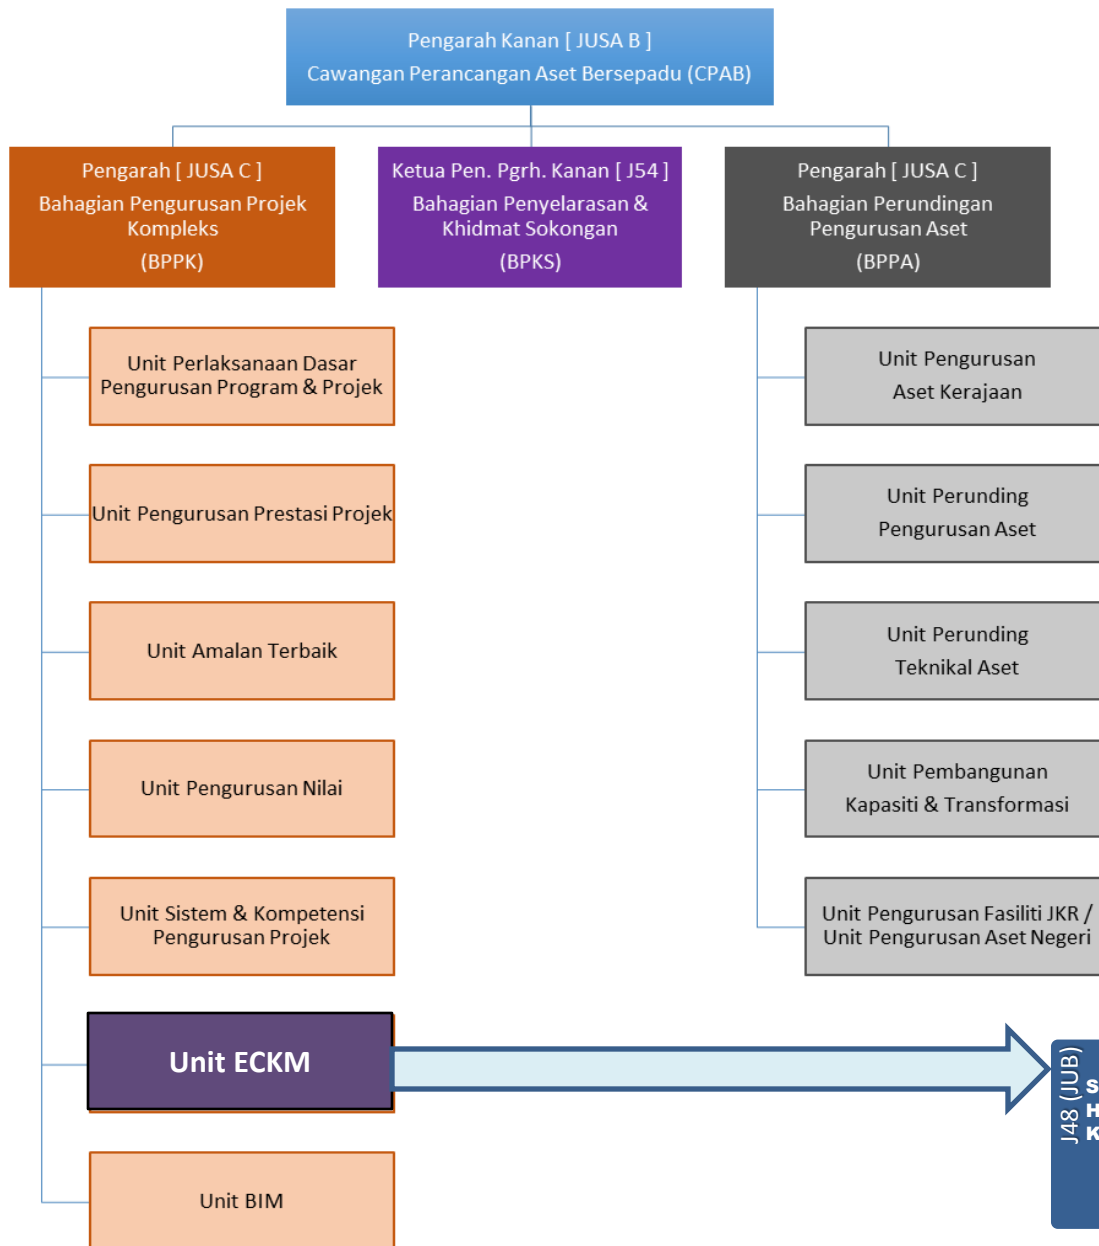 Pengarah Kanan [ JUSA B ]
Cawangan Perancangan Aset Bersepadu (CPAB)
Pengarah [ JUSA C ]
Bahagian Pengurusan Projek
Kompleks
(BPPK)
Ketua Pen. Pgrh. Kanan [ J54 ]
Bahagian Penyelarasan &
Khidmat Sokongan
(BPKS)
Pengarah [ JUSA C ]
Bahagian Perundingan
Pengurusan Aset
(BPPA)
Unit Perlaksanaan Dasar
Pengurusan Program & Projek
Unit Pengurusan Prestasi Projek
Unit Amalan Terbaik
Unit Pengurusan Nilai
Unit Sistem & Kompetensi
Pengurusan Projek
Unit ECKM
Unit BIM
Unit Pengurusan
Aset Kerajaan
Unit Perunding
Pengurusan Aset
Unit Perunding
Teknikal Aset
Unit Pembangunan
Kapasiti & Transformasi
Unit Pengurusan Fasiliti JKR /
Unit Pengurusan Aset Negeri
J48 (JUB)